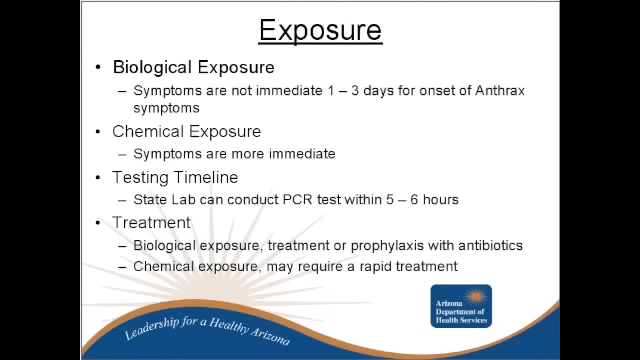 Exposure
• Biological Exposure
– Symptoms are not immediate 1 – 3 days for onset of Anthrax
symptoms
• Chemical Exposure
– Symptoms are more immediate
• Testing Timeline
– State Lab can conduct PCR test within 5 – 6 hours
• Treatment
– Biological exposure, treatment or prophylaxis with antibiotics
– Chemical exposure, may require a rapid treatment
Arizona
Department of
Health Services
Leadership for a Healthy Arizona